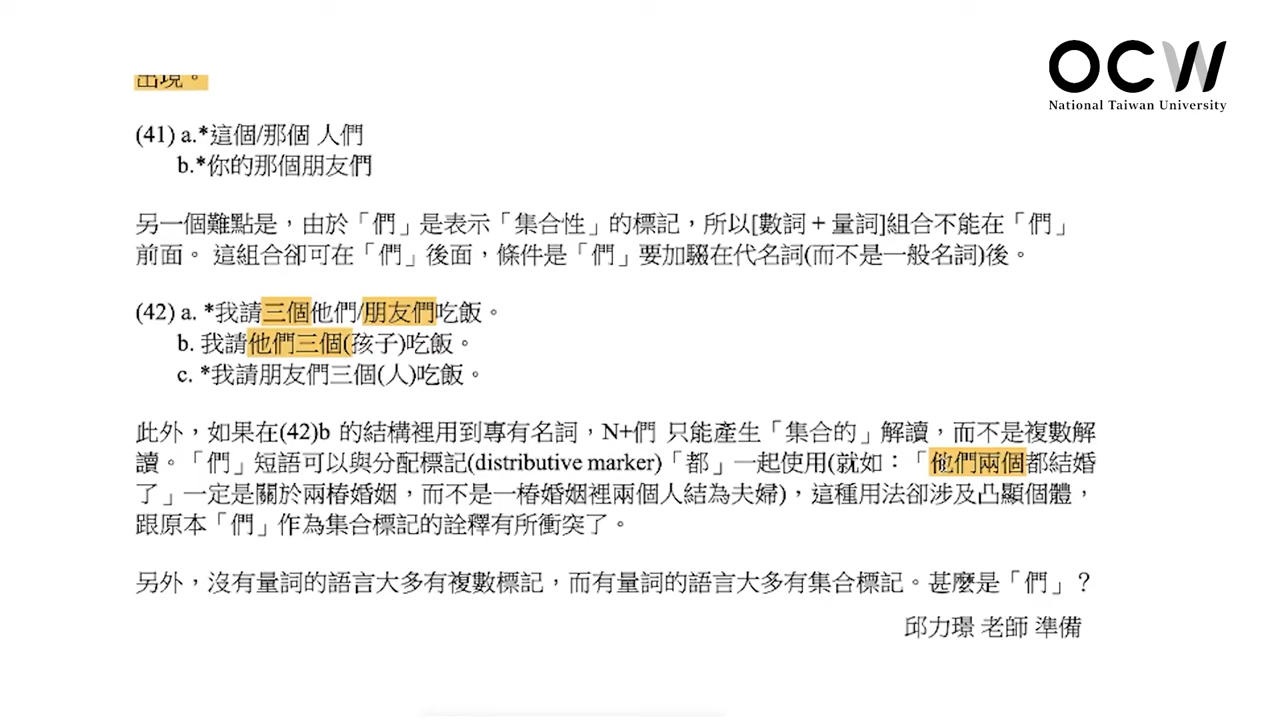 出現。
OCW
National Taiwan University
(41) a.*這個/那個 人們
b.*你的那個朋友們
另一個難點是，由於「們」是表示「集合性」的標記，所以[數詞 + 量詞]組合不能在「們」
前面。 這組合卻可在「們」後面，條件是「們」要加驋在代名詞(而不是一般名詞)後。
(42) a. *我請三個他們/朋友們吃飯。
b. 我請他們三個(孩子)吃飯。
c. *我請朋友們三個(人)吃飯。
此外，如果在(42)b 的結構裡用到專有名詞，N+們 只能產生「集合的」解讀，而不是複數解
讀。「們」短語可以與分配標記(distributive marker)「都」一起使用(就如：「他們兩個都結婚
了」一定是關於兩樁婚姻，而不是一樁婚姻裡兩個人結為夫婦)，這種用法卻涉及凸顯個體，
跟原本「們」作為集合標記的詮釋有所衝突了。
另外，沒有量詞的語言大多有複數標記，而有量詞的語言大多有集合標記。甚麼是「們」？
邱力璟 老師 準備